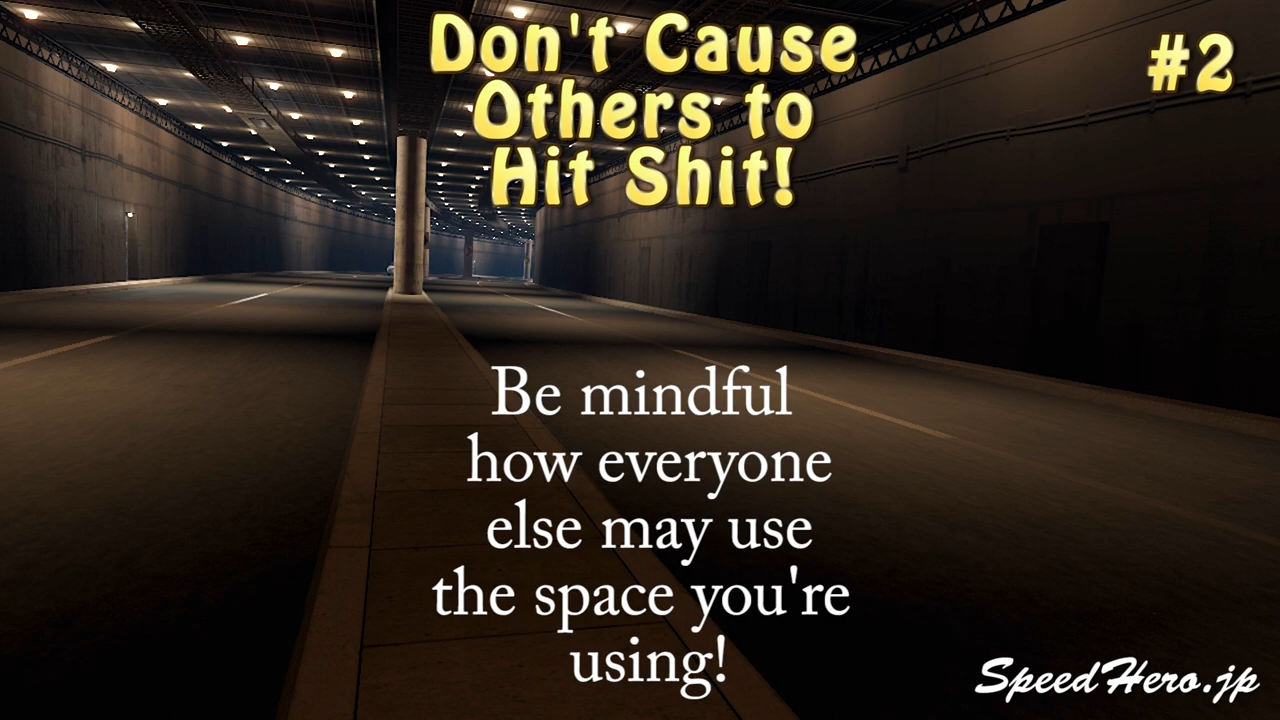 Don't Cause
Others to
Hit Shit!
#2
Be mindful
how everyone
else may use
the space you're
using!
SpeedHero.jp